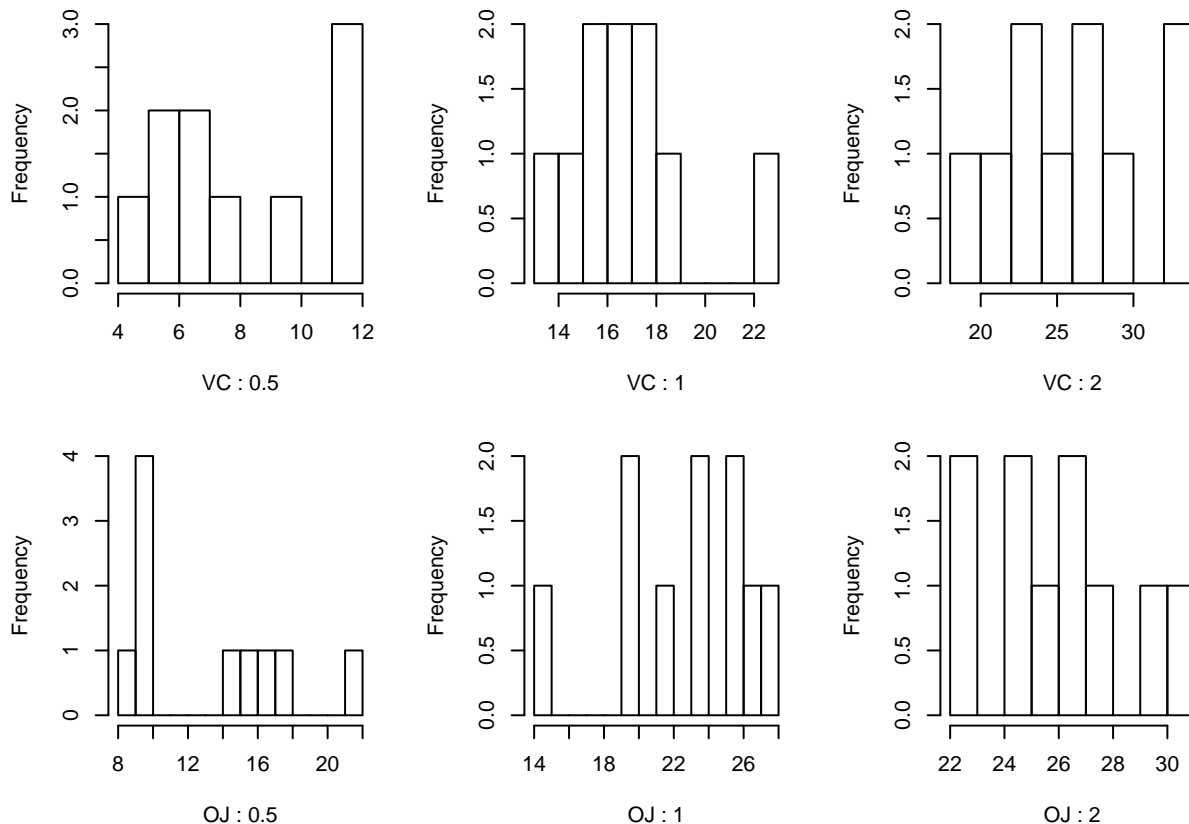 Frequency
0.0 1.0 2.0 3.0
4 6 8 10 12
VC : 0.5
Frequency
0.0 0.5 1.0 1.5 2.0
14 16 18 20 22
VC : 1
Frequency
0.0 0.5 1.0 1.5 2.0
20 25 30
VC : 2
Frequency
0 1 2 3 4
8 12 16 20
OJ : 0.5
Frequency
0.0 0.5 1.0 1.5 2.0
14 18 22 26
OJ : 1
Frequency
0.0 0.5 1.0 1.5 2.0
22 24 26 28 30
OJ : 2